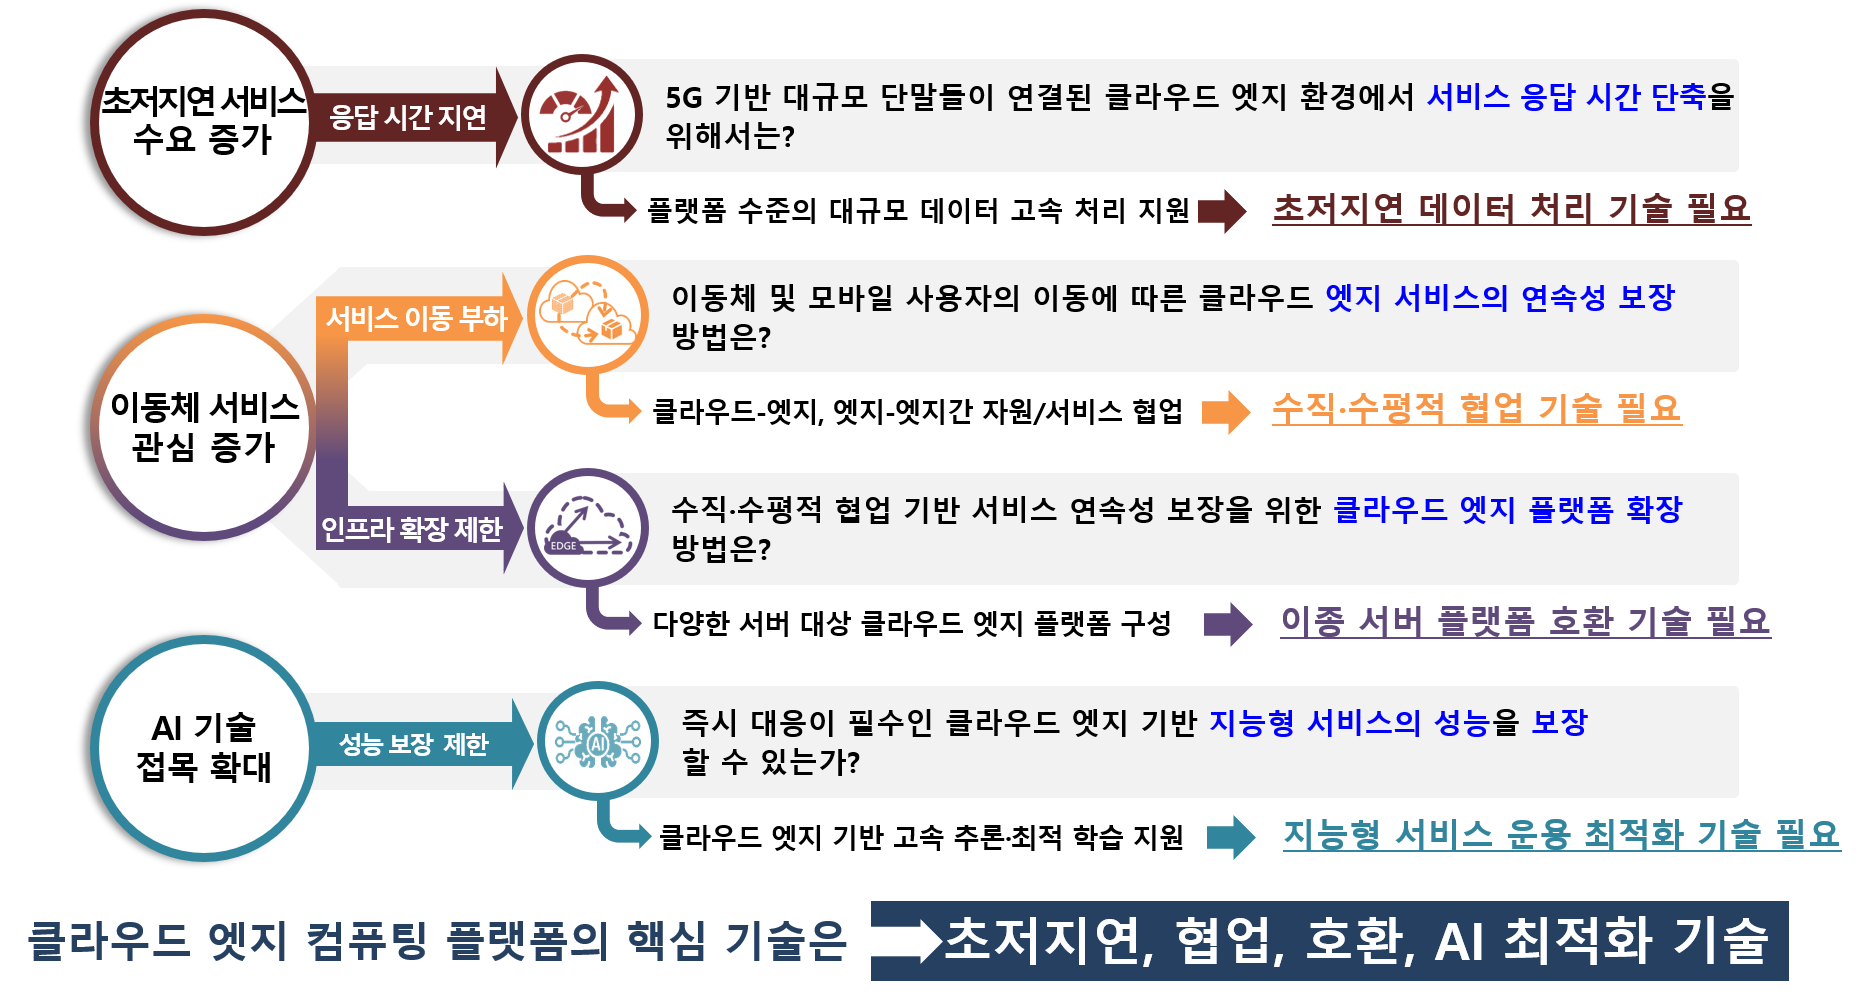 초저지연 서비스
수요 증가
응답 시간 지연
5G 기반 대규모 단말들이 연결된 클라우드 엣지 환경에서 서비스 응답 시간 단축을
위해서는?
플랫폼 수준의 대규모 데이터 고속 처리 지원
초저지연 데이터 처리 기술 필요
이동체 서비스
관심 증가
서비스 이동 부하
이동체 및 모바일 사용자의 이동에 따른 클라우드 엣지 서비스의 연속성 보장
방법은?
클라우드-엣지, 엣지-엣지간 자원/서비스 협업
수직·수평적 협업 기술 필요
인프라 확장 제한
EDGE
수직·수평적 협업 기반 서비스 연속성 보장을 위한 클라우드 엣지 플랫폼 확장
방법은?
다양한 서버 대상 클라우드 엣지 플랫폼 구성
이종 서버 플랫폼 호환 기술 필요
AI 기술
접목 확대
성능 보장 제한
AI
즉시 대응이 필수인 클라우드 엣지 기반 지능형 서비스의 성능을 보장
할 수 있는가?
클라우드 엣지 기반 고속 추론·최적 학습 지원
지능형 서비스 운용 최적화 기술 필요
클라우드 엣지 컴퓨팅 플랫폼의 핵심 기술은
초저지연, 협업, 호환, AI 최적화 기술